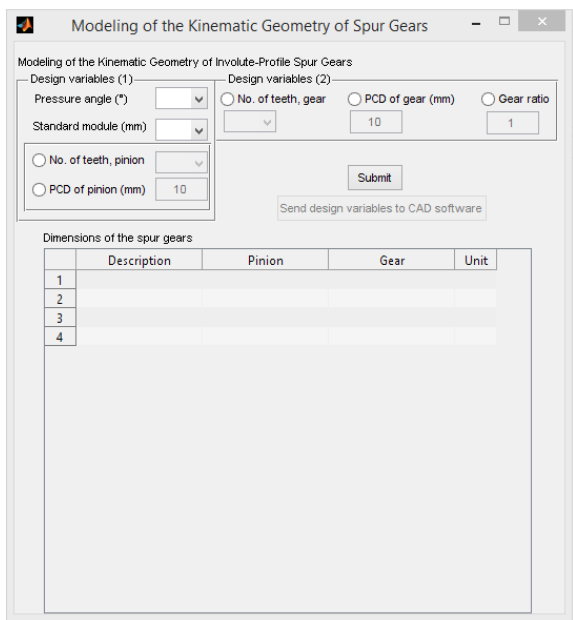 Modeling of the Kinematic Geometry of Spur Gears
Modeling of the Kinematic Geometry of Involute-Profile Spur Gears
Design variables (1)
Pressure angle (°)
Standard module (mm)
No. of teeth, pinion
PCD of pinion (mm) 10
Design variables (2)
No. of teeth, gear PCD of gear (mm) Gear ratio
10 1
Submit
Send design variables to CAD software
Dimensions of the spur gears
Description Pinion Gear Unit
1
2
3
4